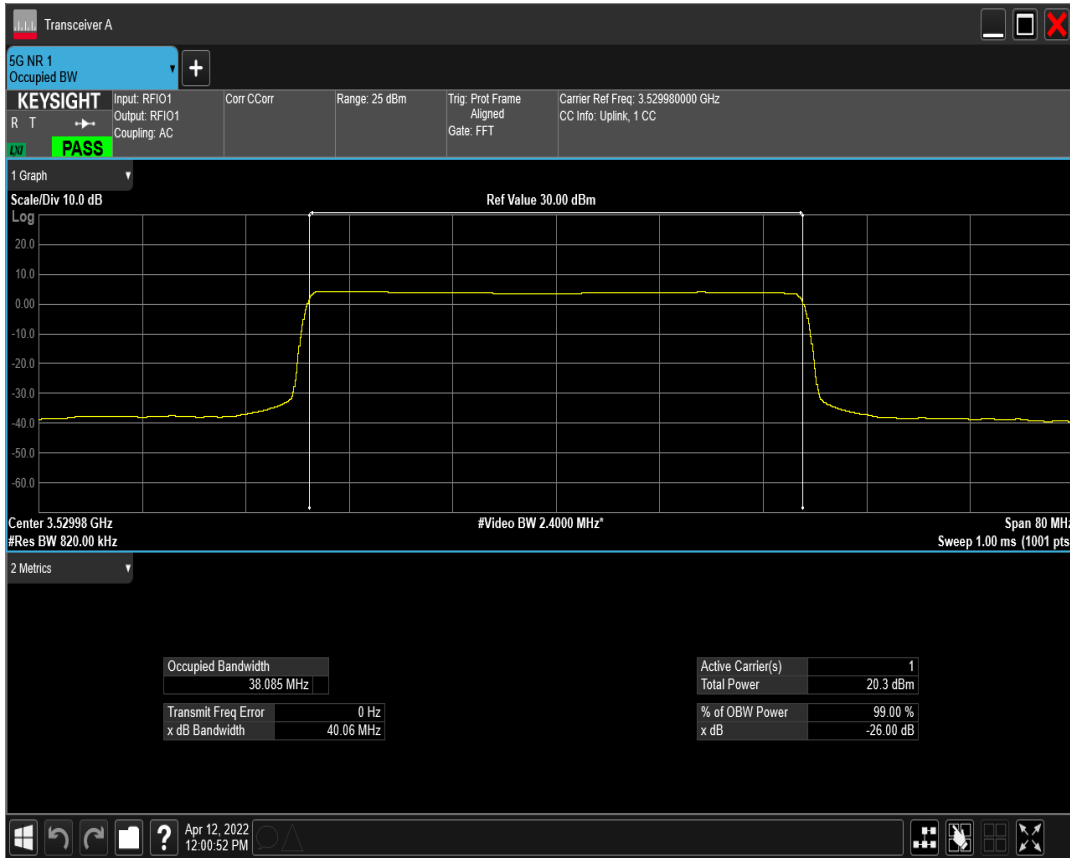 Transceiver A
5G NR 1
Occupied BW
KEYSIGHT
R T
LXI
PASS
Input: RFIO1
Output: RFIO1
Coupling: AC
Corr CCorr
Range: 25 dBm
Trig: Prot Frame
Aligned
Gate: FFT
Carrier Ref Freq: 3.529980000 GHz
CC Info: Uplink, 1 CC
1 Graph
Scale/Div 10.0 dB
Ref Value 30.00 dBm
Log
20.0
10.0
0.00
-10.0
-20.0
-30.0
-40.0
-50.0
-60.0
Center 3.52998 GHz
#Video BW 2.4000 MHz*
Span 80 MHz
#Res BW 820.00 kHz
Sweep 1.00 ms (1001 pts
2 Metrics
Occupied Bandwidth
38.085 MHz
Transmit Freq Error 0 Hz
x dB Bandwidth 40.06 MHz
Active Carrier(s) 1
Total Power 20.3 dBm
% of OBW Power 99.00 %
x dB -26.00 dB
?
Apr 12, 2022
12:00:52 PM